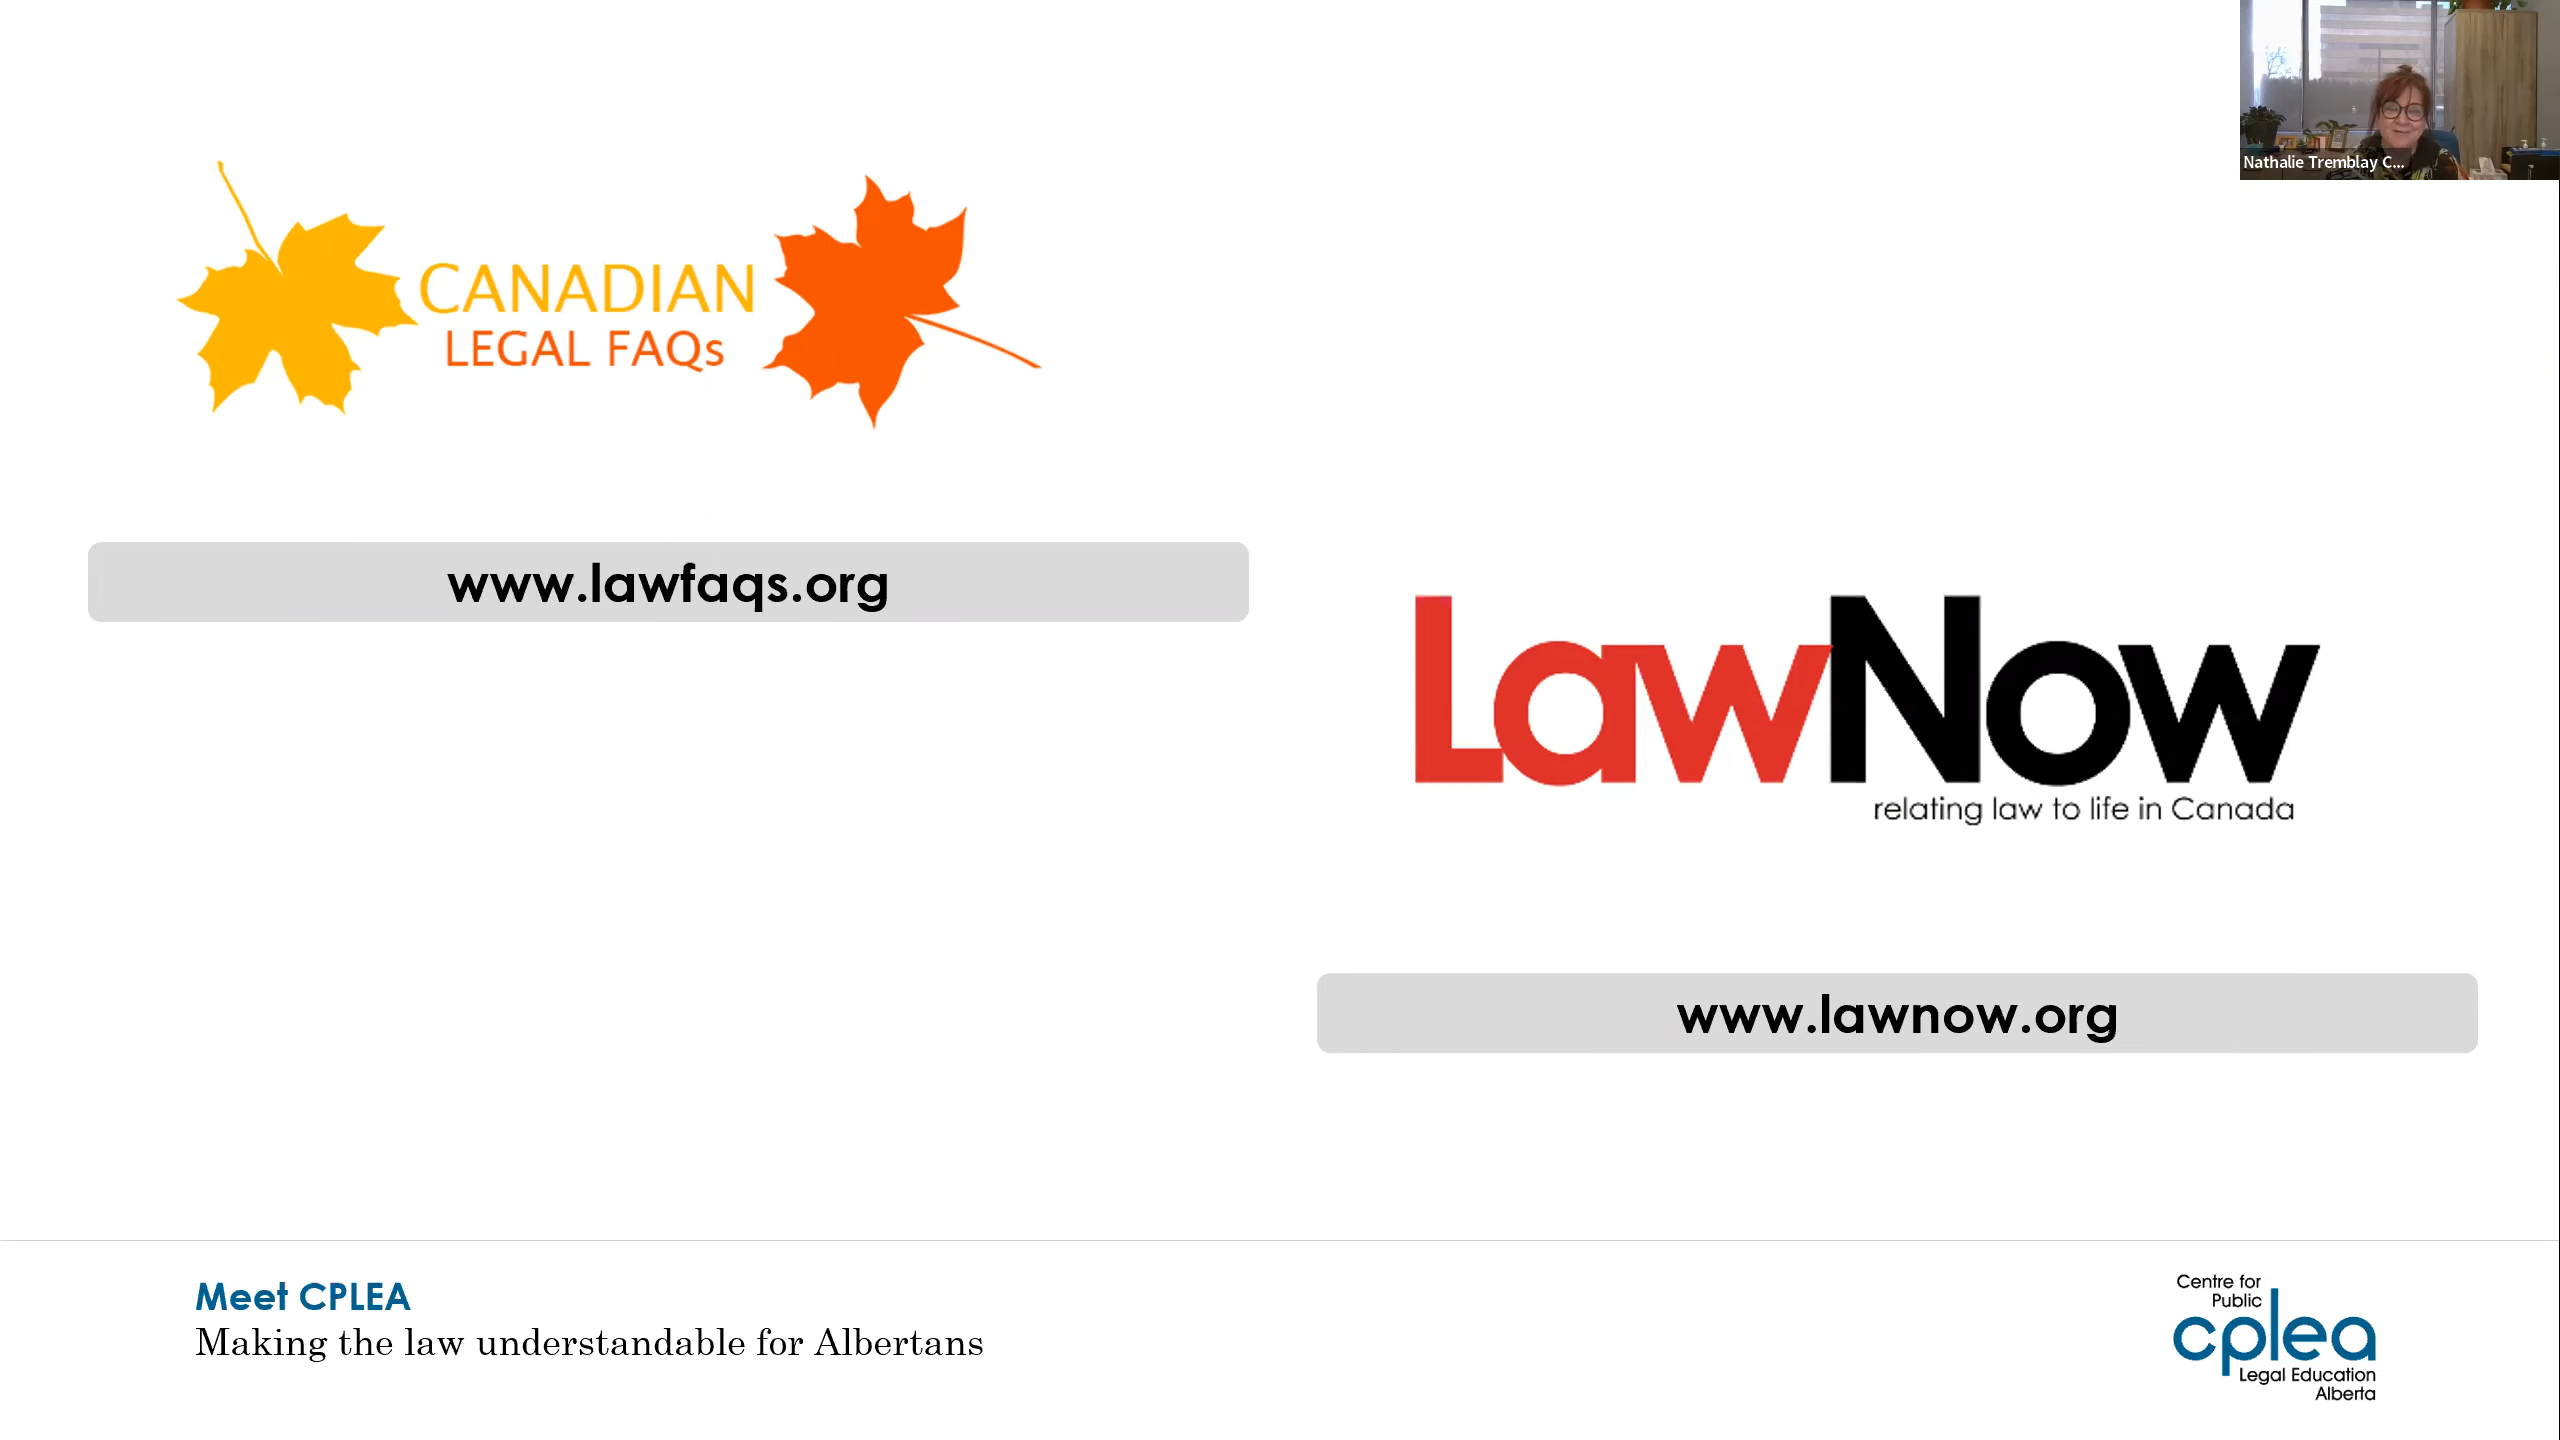 Nathalie Tremblay C...
CANADIAN
LEGAL FAQs
www.lawfaqs.org
LawNow
relating law to life in Canada
www.lawnow.org
Meet CPLEA
Making the law understandable for Albertans
Centre for
Public
cplea
Legal Education
Alberta